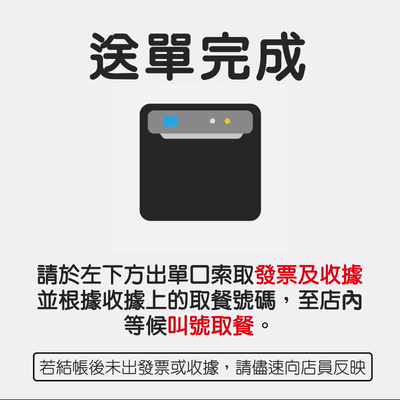 送單完成
請於左下方出單口索取發票及收據
並根據收據上的取餐號碼，至店內
等候叫號取餐。
若結帳後未出發票或收據，請儘速向店員反映